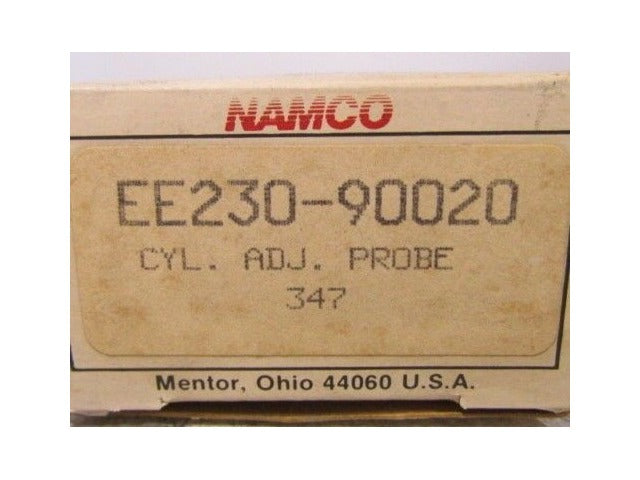 NAMCO
EE230-90020
CYL. ADJ. PROBE
347
Mentor, Ohio 44060 U.S.A.